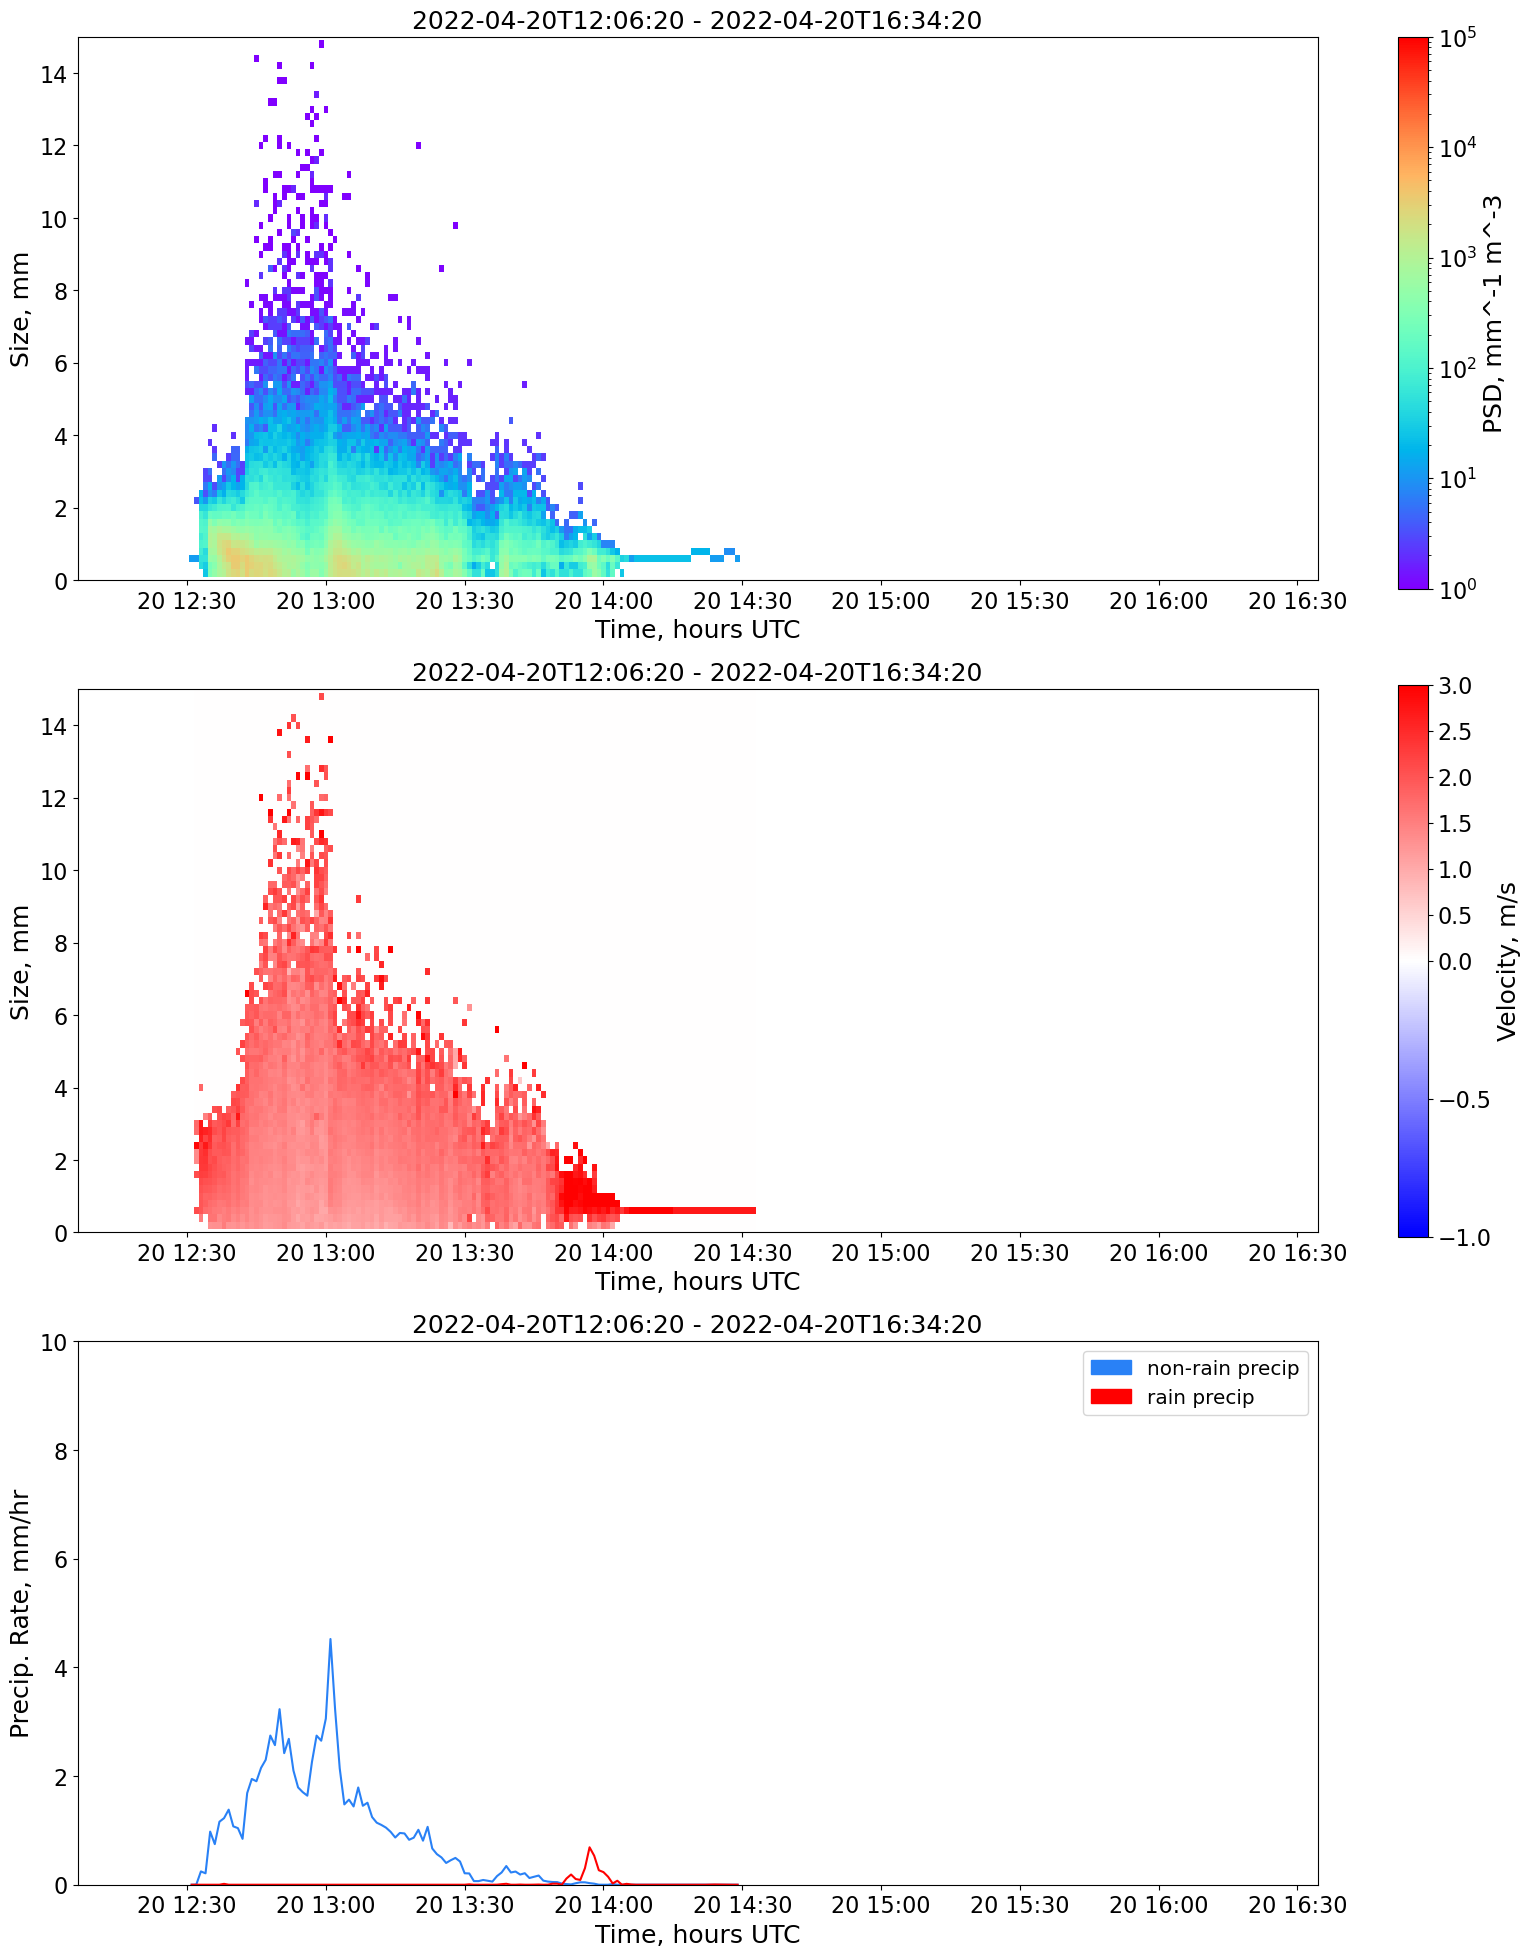 2022-04-20T12:06:20 - 2022-04-20T16:34:20
14
12
10
8
6
4
2
0
Size, mm
20 12:30 20 13:00 20 13:30 20 14:00 20 14:30 20 15:00 20 15:30 20 16:00 20 16:30
Time, hours UTC
10^5
10^4
10^3
10^2
10^1
10^0
PSD, mm^-1 m^-3
2022-04-20T12:06:20 - 2022-04-20T16:34:20
14
12
10
8
6
4
2
0
Size, mm
20 12:30 20 13:00 20 13:30 20 14:00 20 14:30 20 15:00 20 15:30 20 16:00 20 16:30
Time, hours UTC
3.0
2.5
2.0
1.5
1.0
0.5
0.0
−0.5
−1.0
Velocity, m/s
2022-04-20T12:06:20 - 2022-04-20T16:34:20
10
8
6
4
2
0
Precip. Rate, mm/hr
non-rain precip
rain precip
20 12:30 20 13:00 20 13:30 20 14:00 20 14:30 20 15:00 20 15:30 20 16:00 20 16:30
Time, hours UTC